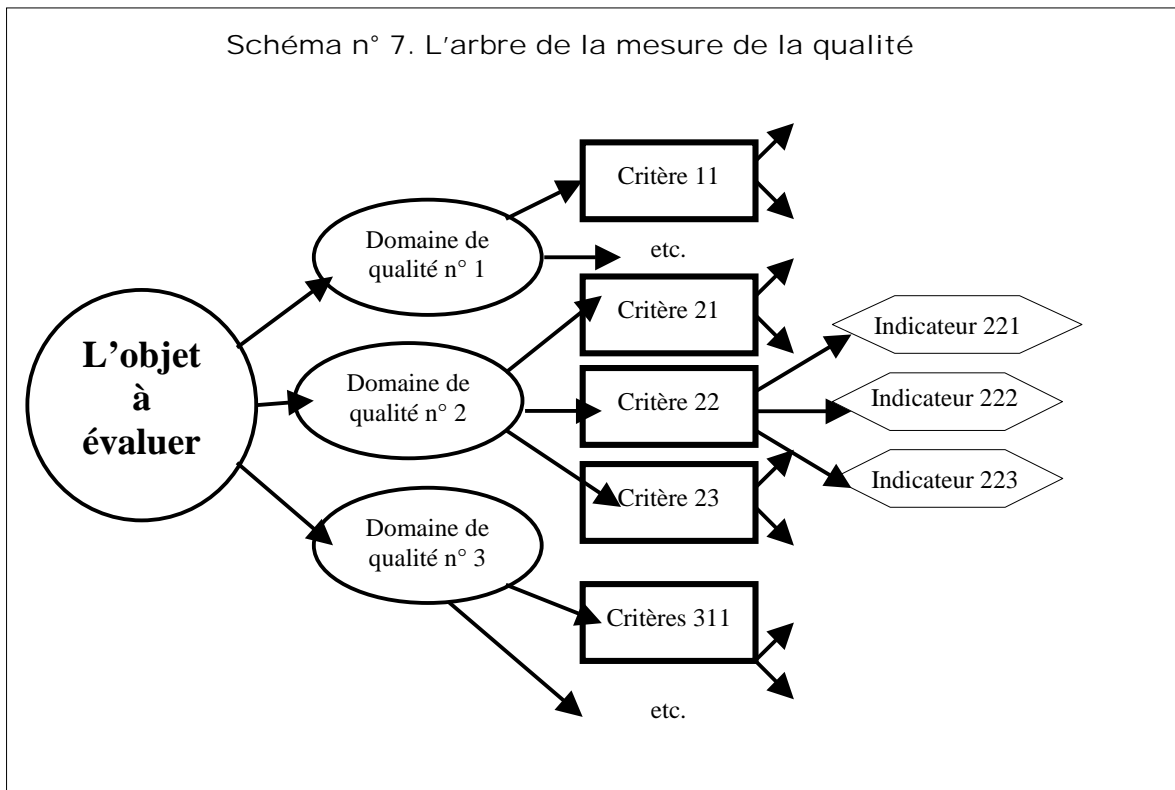 Schéma n° 7. L'arbre de la mesure de la qualité
L'objet
à
évaluer
Domaine de
qualité n° 1
Domaine de
qualité n° 2
Domaine de
qualité n° 3
Critère 11
etc.
Critère 21
Critère 22
Critère 23
Critères 311
etc.
Indicateur 221
Indicateur 222
Indicateur 223